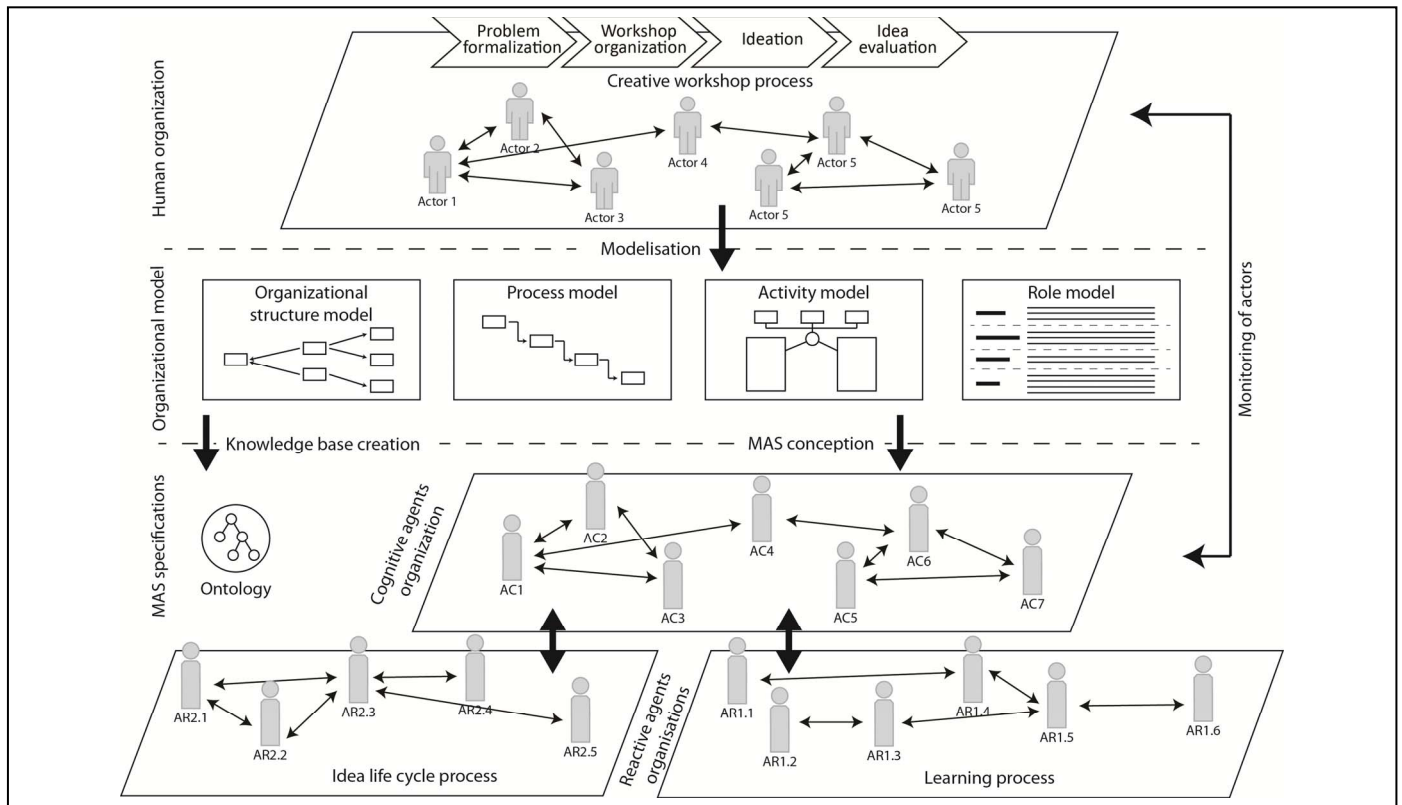 Problem
formalization
Workshop
organization
Ideation
Idea
evaluation
Creative workshop process
Human organization
Actor 1
Actor 2
Actor 3
Actor 4
Actor 5
Actor 5
Actor 5
Modelisation
Monitoring of actors
Organizational model
Organizational
structure model
Process model
Activity model
Role model
Knowledge base creation
MAS conception
MAS specifications
Ontology
Cognitive agents
organization
AC1
AC2
AC3
AC4
AC5
AC6
AC7
Reactive agents
organisations
AR2.1
AR2.2
AR2.3
AR2.4
AR2.5
Idea life cycle process
AR1.1
AR1.2
AR1.3
AR1.4
AR1.5
AR1.6
Learning process